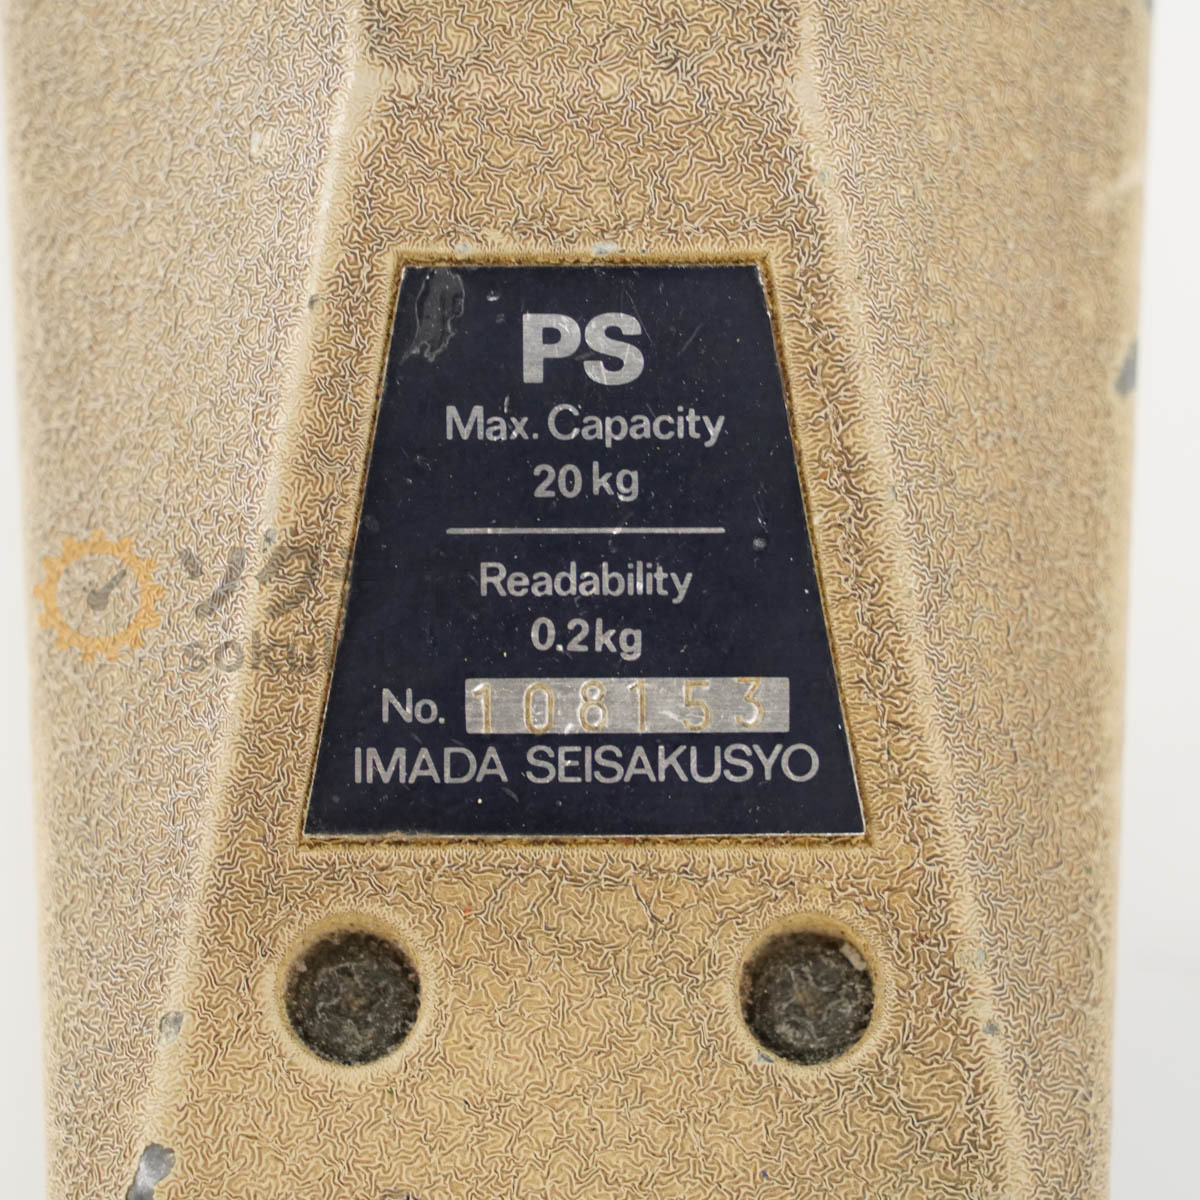 PS
Max. Capacity
20 kg
Readability
0.2kg
No. 108153
IMADA SEISAKUSYO